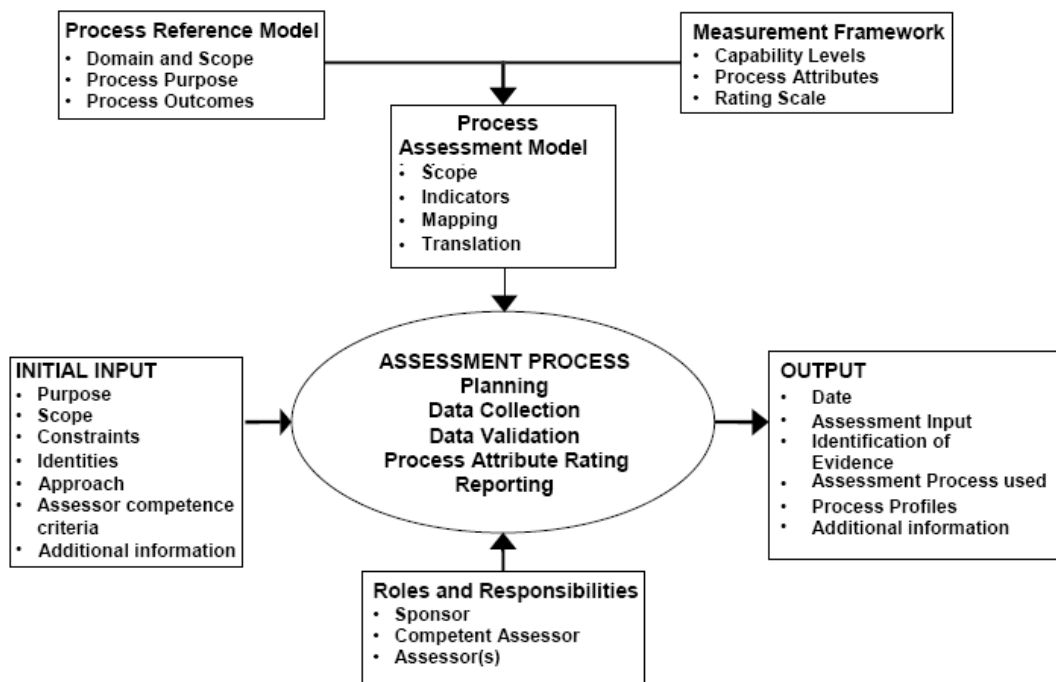 Process Reference Model
• Domain and Scope
• Process Purpose
• Process Outcomes
Measurement Framework
• Capability Levels
• Process Attributes
• Rating Scale
Process
Assessment Model
• Scope
• Indicators
• Mapping
• Translation
INITIAL INPUT
• Purpose
• Scope
• Constraints
• Identities
• Approach
• Assessor competence
criteria
• Additional information
ASSESSMENT PROCESS
Planning
Data Collection
Data Validation
Process Attribute Rating
Reporting
OUTPUT
• Date
• Assessment Input
• Identification of
Evidence
• Assessment Process used
• Process Profiles
• Additional information
Roles and Responsibilities
• Sponsor
• Competent Assessor
• Assessor(s)